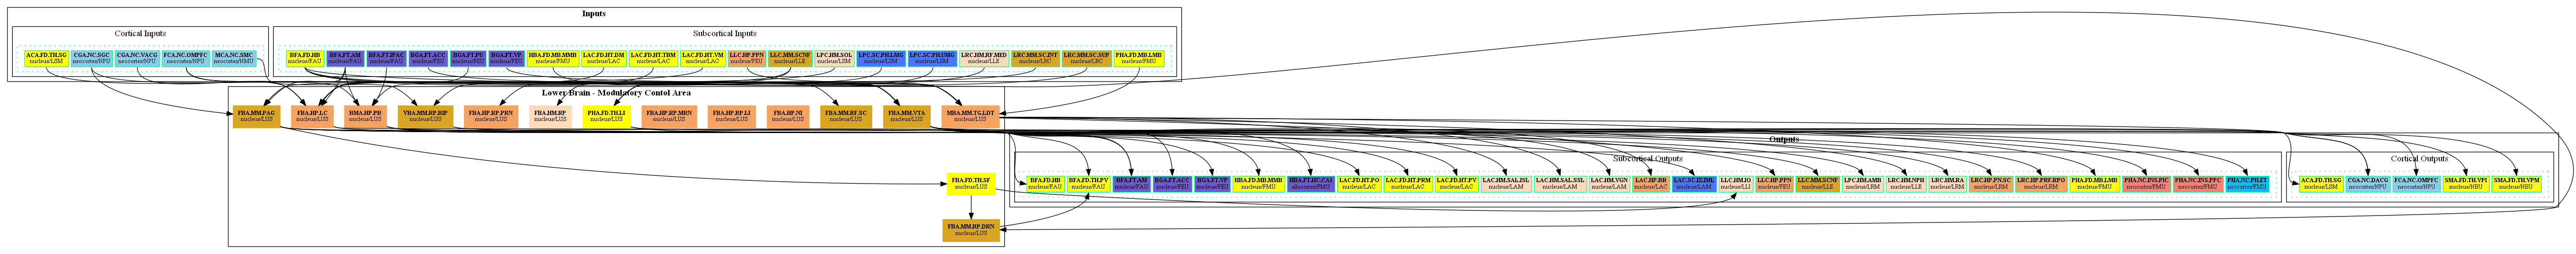 Inputs
Cortical Inputs
Subcortical Inputs
ACA.FD.TH.SG
nucleus/LSM
CGA.NC.SGC
neocortex/NPU
CGA.NC.VACG
neocortex/NPU
FCA.NC.OMPFC
neocortex/NPU
MCA.NC.SMC
neocortex/NMU
BFA.FD.HB
nucleus/FAU
BFA.FT.AM
nucleus/FAU
BFA.FT.IPAC
nucleus/FAU
BGA.FT.ACC
nucleus/FEU
BGA.FT.PU
nucleus/FEU
BGA.FT.VP
nucleus/FEU
HBA.FD.MB.MMB
nucleus/FMU
LAC.FD.HT.DM
nucleus/LAC
LAC.FD.HT.TBM
nucleus/LAC
LAC.FD.HT.VM
nucleus/LAC
LLC.HP.PPN
nucleus/FEU
LLC.MM.SCNF
nucleus/LLE
LPC.HM.SOL
nucleus/LSM
LPC.SC.PH.LMG
nucleus/LSM
LPC.SC.PH.UMG
nucleus/LSM
LRC.HM.RF.MID
nucleus/LLE
LRC.MM.SC.INT
nucleus/LRC
LRC.MM.SC.SUP
nucleus/LRC
PHA.FD.MB.LMB
nucleus/FMU
Lower Brain - Modulatory Contol Area
FBA.MM.PAG
nucleus/LUS
FBA.HP.LC
nucleus/LUS
BMA.HP.PB
nucleus/LUS
VBA.MM.RP.RIP
nucleus/LUS
FBA.HP.RP.PRN
nucleus/LUS
FBA.HM.RP
nucleus/LUS
PHA.FD.TH.LI
nucleus/LUS
FBA.HP.RP.MRN
nucleus/LUS
FBA.HP.RP.LI
nucleus/LUS
FBA.HP.NI
nucleus/LUS
FBA.MM.RF.SC
nucleus/LUS
FBA.MM.VTA
nucleus/LUS
MBA.MM.TG.LDT
nucleus/LUS
FBA.FD.TH.SF
nucleus/LUS
FBA.MM.RP.DRN
nucleus/LUS
Outputs
Subcortical Outputs
Cortical Outputs
BFA.FD.HB
nucleus/FAU
BFA.FD.TH.PV
nucleus/FAU
BFA.FT.AM
nucleus/FAU
BGA.FT.ACC
nucleus/FEU
BGA.FT.VP
nucleus/FEU
HBA.FD.MB.MMB
nucleus/FMU
HBA.FT.HC.CA1
allocortex/FMU
LAC.FD.HT.PO
nucleus/LAC
LAC.FD.HT.PRM
nucleus/LAC
LAC.FD.HT.PV
nucleus/LAC
LAC.HM.SAL.ISL
nucleus/LAM
LAC.HM.SAL.SSL
nucleus/LAM
LAC.HM.VGN
nucleus/LAM
LAC.HP.BR
nucleus/LAC
LAC.SC.IZ.IML
nucleus/LAM
LLC.HM.IO
nucleus/LLI
LLC.HP.PPN
nucleus/FEU
LLC.MM.SCNF
nucleus/LLE
LPC.HM.AMB
nucleus/LRM
LRC.HM.NPH
nucleus/LLE
LRC.HM.RA
nucleus/LRM
LRC.HP.PN.SC
nucleus/LRM
LRC.HP.PRF.RPO
nucleus/LRM
PHA.FD.MB.LMB
nucleus/FMU
PHA.NC.INS.PIC
neocortex/FMU
PHA.NC.INS.PPC
neocortex/FMU
PHA.NC.PH.ET
neocortex/FMU
ACA.FD.TH.SG
nucleus/LSM
CGA.NC.DACG
neocortex/NPU
FCA.NC.OMPFC
neocortex/NPU
SMA.FD.TH.VPI
nucleus/NBU
SMA.FD.TH.VPM
nucleus/NBU